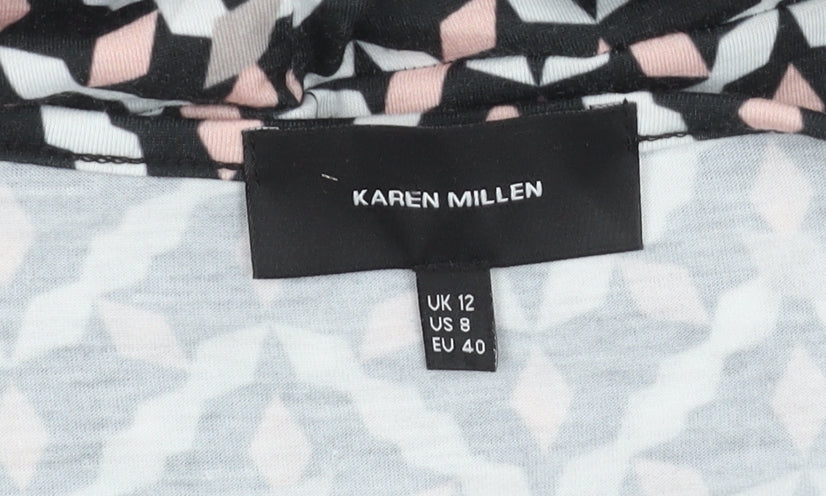 KAREN MILLEN
UK 12
US 8
EU 40